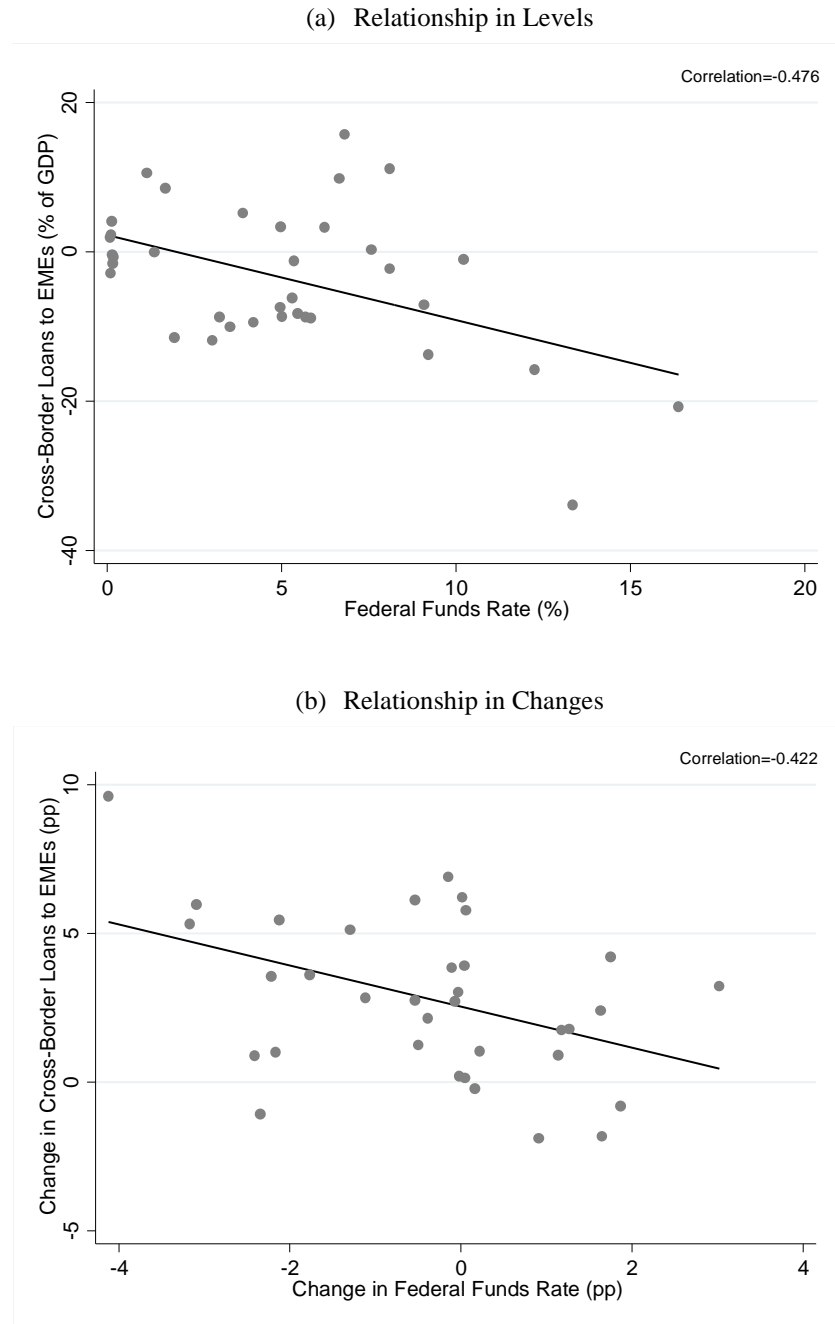 (a) Relationship in Levels
Correlation=-0.476
Cross-Border Loans to EMEs (% of GDP)
20
0
-20
-40
0 5 10 15 20
Federal Funds Rate (%)
(b) Relationship in Changes
Correlation=-0.422
Change in Cross-Border Loans to EMEs (pp)
10
5
0
-5
-4 -2 0 2 4
Change in Federal Funds Rate (pp)